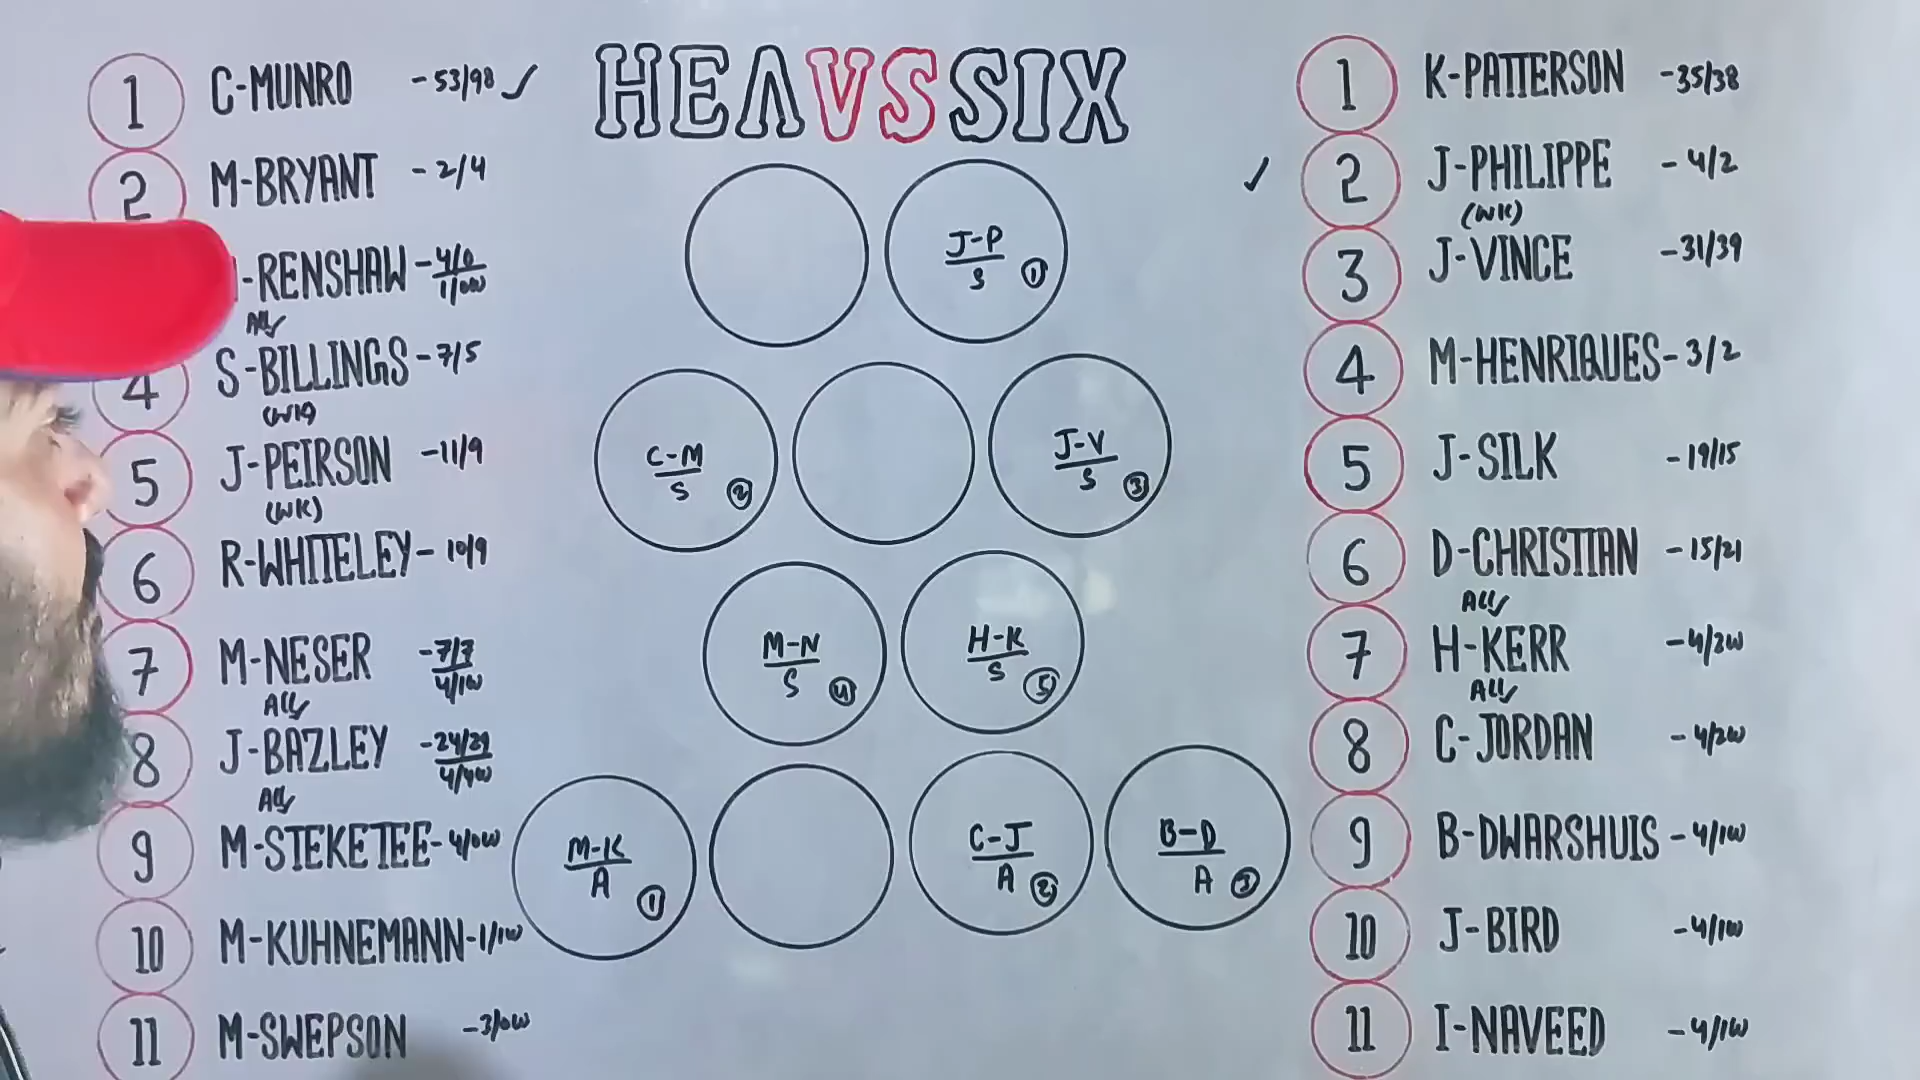 HEAVSSIX
1 C-MUNRO -53/98 ✓
2 M-BRYANT -2/4
-RENSHAW -4/0
1/0W
All
4 S-BILLINGS -7/5
(WK)
5 J-PEIRSON -11/9
(WK)
6 R-WHITELEY - 10/9
7 M-NESER -7/7
4/1W
All
8 J-BAZLEY -24/29
4/4W
All
9 M-STEKETEE- 4/0W
10 M-KUHNEMANN-1/1W
11 M-SWEPSON -3/0W
J-P
S 1
C-M
S 2
J-V
S 3
M-N
S 4
H-K
S 5
M-K
A 1
C-J
A 2
B-D
A 3
1 K-PATTERSON -35/38
✓ 2 J-PHILIPPE - 4/2
(WK)
3 J-VINCE -31/39
4 M-HENRIQUES- 3/2
5 J-SILK - 19/15
6 D-CHRISTIAN - 15/21
All
7 H-KERR -4/2W
All
8 C-JORDAN - 4/2W
9 B-DWARSHUIS - 4/1W
10 J-BIRD -4/1W
11 I-NAVEED - 4/1W